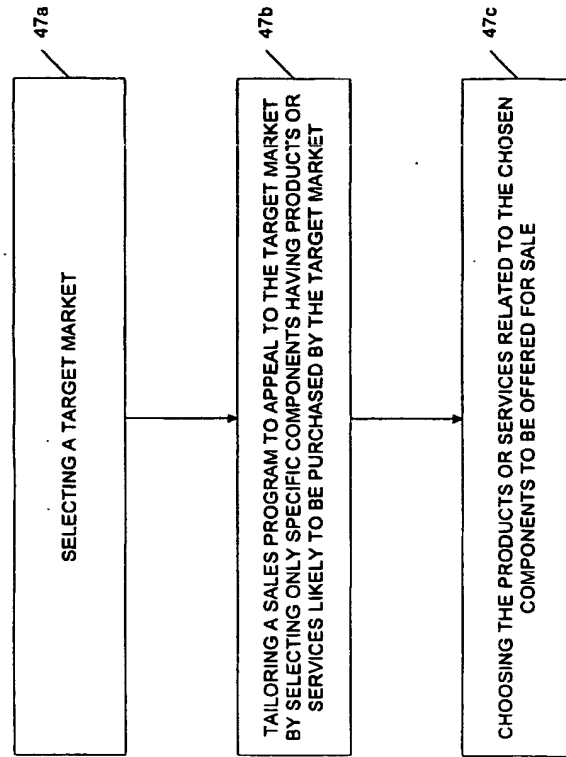 47a
SELECTING A TARGET MARKET
47b
TAILORING A SALES PROGRAM TO APPEAL TO THE TARGET MARKET
BY SELECTING ONLY SPECIFIC COMPONENTS HAVING PRODUCTS OR
SERVICES LIKELY TO BE PURCHASED BY THE TARGET MARKET
47c
CHOOSING THE PRODUCTS OR SERVICES RELATED TO THE CHOSEN
COMPONENTS TO BE OFFERED FOR SALE